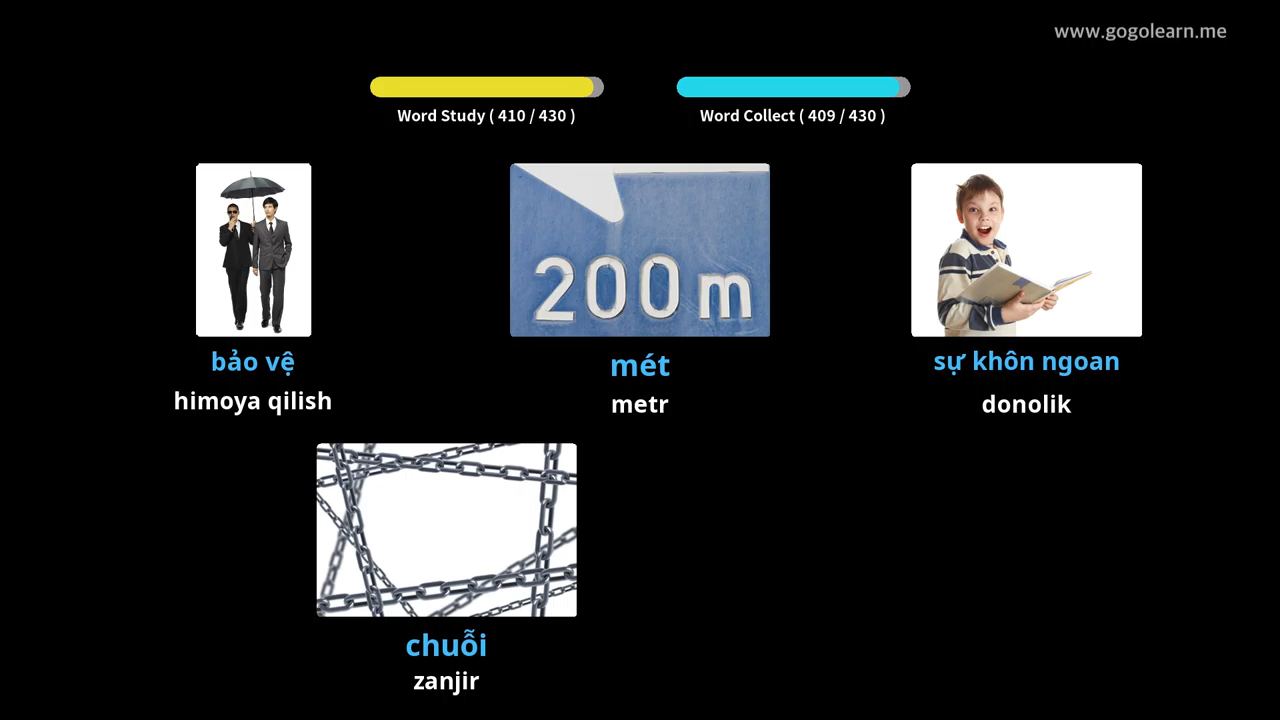 www.gogolearn.me
Word Study ( 410 / 430 )
Word Collect ( 409 / 430 )
200 m
bảo vệ
himoya qilish
mét
metr
sự khôn ngoan
donolik
chuỗi
zanjir